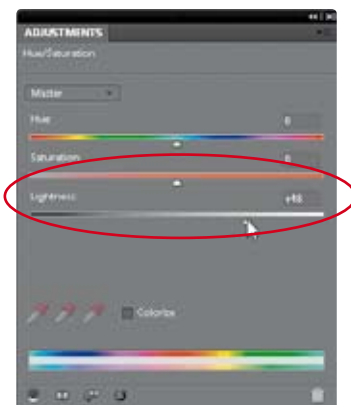 ADJUSTMENTS
Hue/Saturation
Master
Hue: 0
Saturation: 0
Lightness: +48
Colorize